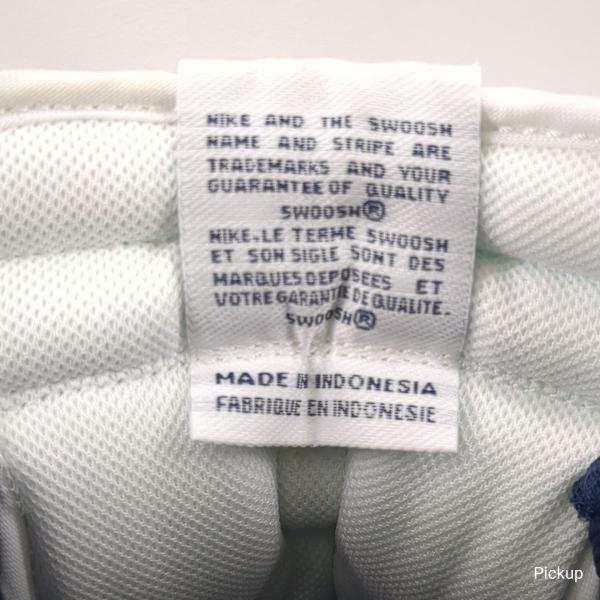 NIKE AND THE SWOOSH
NAME AND STRIPE ARE
TRADEMARKS AND YOUR
GUARANTEE OF QUALITY
SWOOSH®
NIKE.LE TERME SWOOSH
ET SON SIGLE SONT DES
MARQUES DEPOSEES ET
VOTRE GARANTIE DE QUALITE.
SWOOSH®
MADE IN INDONESIA
FABRIQUE EN INDONESIE
Pickup